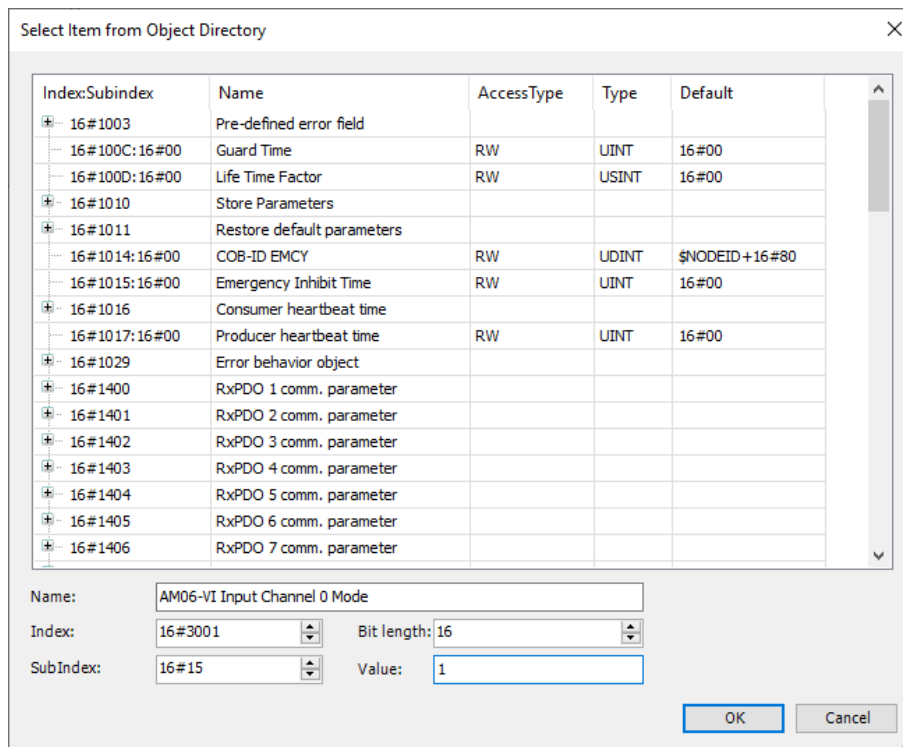 Select Item from Object Directory
Index:Subindex Name AccessType Type Default
16#1003 Pre-defined error field
16#100C:16#00 Guard Time RW UINT 16#00
16#100D:16#00 Life Time Factor RW USINT 16#00
16#1010 Store Parameters
16#1011 Restore default parameters
16#1014:16#00 COB-ID EMCY RW UDINT $NODEID+16#80
16#1015:16#00 Emergency Inhibit Time RW UINT 16#00
16#1016 Consumer heartbeat time
16#1017:16#00 Producer heartbeat time RW UINT 16#00
16#1029 Error behavior object
16#1400 RxPDO 1 comm. parameter
16#1401 RxPDO 2 comm. parameter
16#1402 RxPDO 3 comm. parameter
16#1403 RxPDO 4 comm. parameter
16#1404 RxPDO 5 comm. parameter
16#1405 RxPDO 6 comm. parameter
16#1406 RxPDO 7 comm. parameter
Name: AM06-VI Input Channel 0 Mode
Index: 16#3001 Bit length: 16
SubIndex: 16#15 Value: 1
OK Cancel